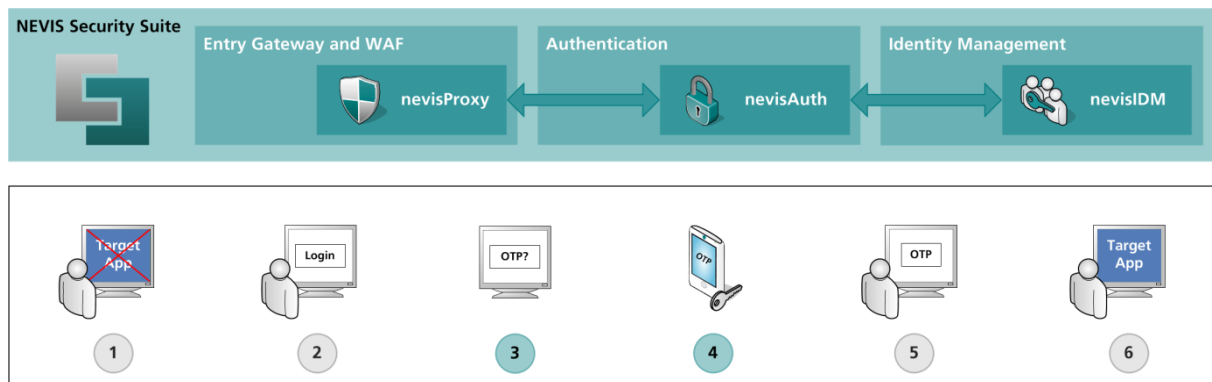 NEVIS Security Suite
Entry Gateway and WAF
Authentication
Identity Management
nevisProxy
nevisAuth
nevisIDM
Target
App
Login
OTP?
OTP
OTP
Target
App
1
2
3
4
5
6